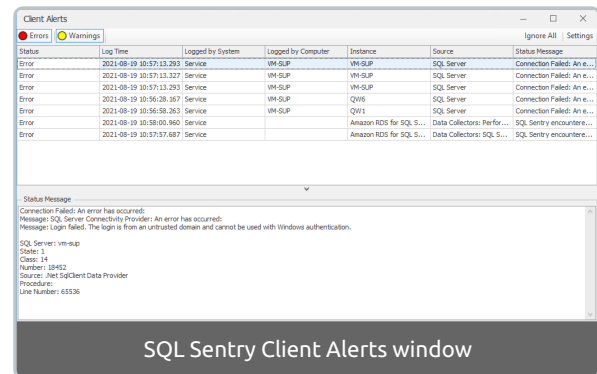 Client Alerts
Errors Warnings Ignore All Settings
Status Log Time Logged by System Logged by Computer Instance Source Status Message
Error 2021-08-19 10:57:13.293 Service VM-SUP VM-SUP SQL Server Connection Failed: An e...
Error 2021-08-19 10:57:13.327 Service VM-SUP VM-SUP SQL Server Connection Failed: An e...
Error 2021-08-19 10:57:13.293 Service VM-SUP VM-SUP SQL Server Connection Failed: An e...
Error 2021-08-19 10:56:28.167 Service VM-SUP QW6 SQL Server Connection Failed: An e...
Error 2021-08-19 10:56:58.263 Service VM-SUP QW1 SQL Server Connection Failed: An e...
Error 2021-08-19 10:58:00.960 Service Amazon RDS for SQL S... Data Collectors: Perfor... SQL Sentry encountere...
Error 2021-08-19 10:57:57.687 Service Amazon RDS for SQL S... Data Collectors: SQL S... SQL Sentry encountere...
Status Message
Connection Failed: An error has occurred:
Message: SQL Server Connectivity Provider: An error has occurred:
Message: Login failed. The login is from an untrusted domain and cannot be used with Windows authentication.
SQL Server: vm-sup
State: 1
Class: 14
Number: 18452
Source: .Net SqlClient Data Provider
Procedure:
Line Number: 65536
SQL Sentry Client Alerts window